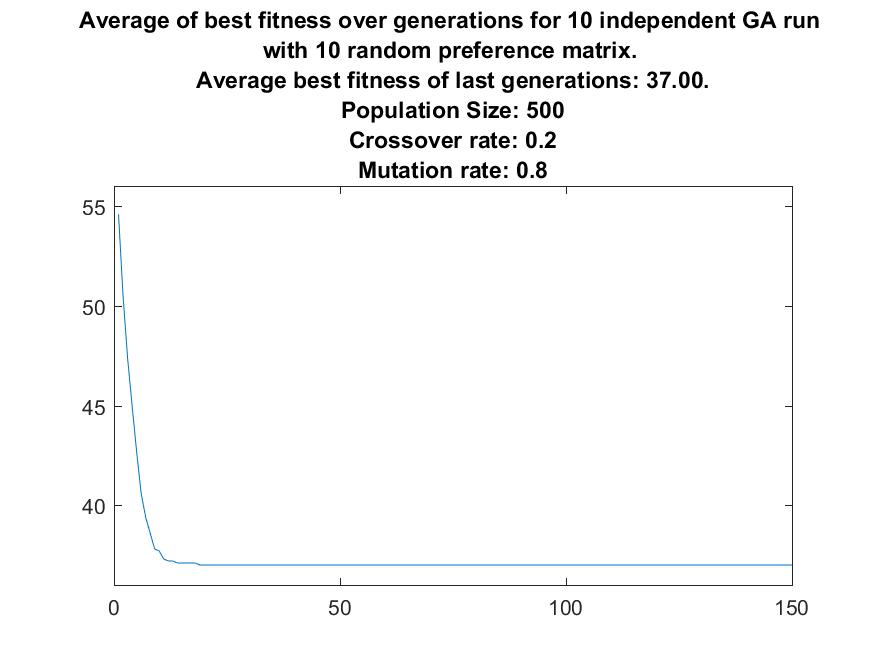 Average of best fitness over generations for 10 independent GA run
with 10 random preference matrix.
Average best fitness of last generations: 37.00.
Population Size: 500
Crossover rate: 0.2
Mutation rate: 0.8
55
50
45
40
0 50 100 150